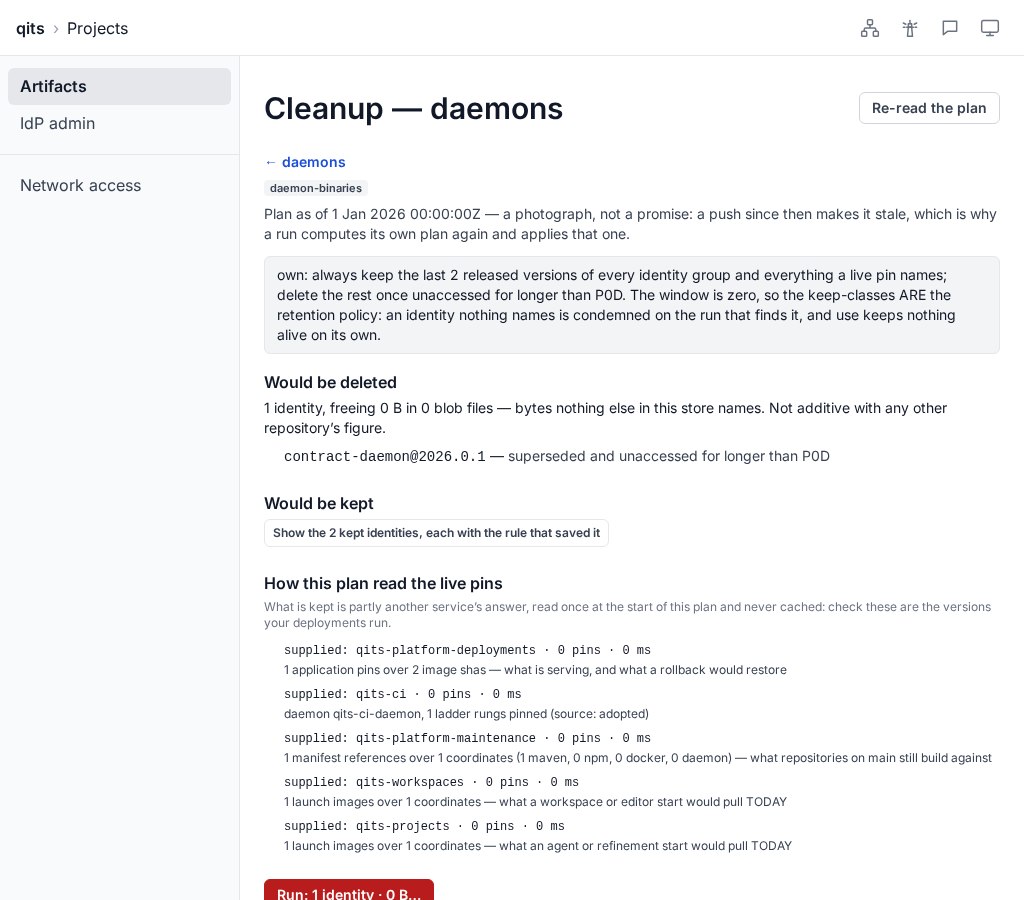 qits › Projects
Artifacts
IdP admin
Network access
Cleanup — daemons
Re-read the plan
← daemons
daemon-binaries
Plan as of 1 Jan 2026 00:00:00Z — a photograph, not a promise: a push since then makes it stale, which is why
a run computes its own plan again and applies that one.
own: always keep the last 2 released versions of every identity group and everything a live pin names;
delete the rest once unaccessed for longer than P0D. The window is zero, so the keep-classes ARE the
retention policy: an identity nothing names is condemned on the run that finds it, and use keeps nothing
alive on its own.
Would be deleted
1 identity, freeing 0 B in 0 blob files — bytes nothing else in this store names. Not additive with any other
repository’s figure.
contract-daemon@2026.0.1 — superseded and unaccessed for longer than P0D
Would be kept
Show the 2 kept identities, each with the rule that saved it
How this plan read the live pins
What is kept is partly another service’s answer, read once at the start of this plan and never cached: check these are the versions
your deployments run.
supplied: qits-platform-deployments · 0 pins · 0 ms
1 application pins over 2 image shas — what is serving, and what a rollback would restore
supplied: qits-ci · 0 pins · 0 ms
daemon qits-ci-daemon, 1 ladder rungs pinned (source: adopted)
supplied: qits-platform-maintenance · 0 pins · 0 ms
1 manifest references over 1 coordinates (1 maven, 0 npm, 0 docker, 0 daemon) — what repositories on main still build against
supplied: qits-workspaces · 0 pins · 0 ms
1 launch images over 1 coordinates — what a workspace or editor start would pull TODAY
supplied: qits-projects · 0 pins · 0 ms
1 launch images over 1 coordinates — what an agent or refinement start would pull TODAY
Run: 1 identity · 0 B…